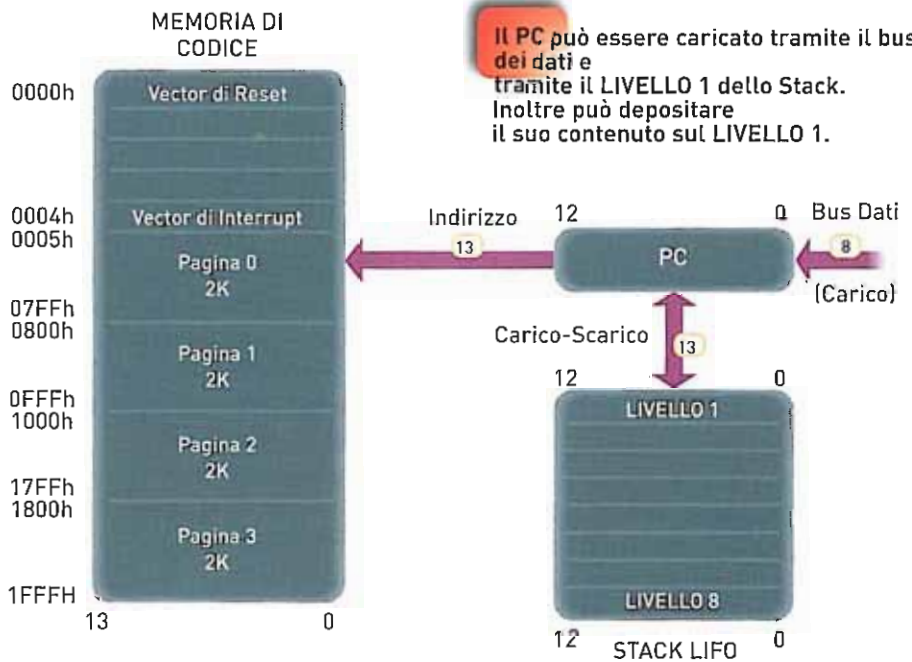 MEMORIA DI
CODICE
Il PC può essere caricato tramite il bus
dei dati e
tramite il LIVELLO 1 dello Stack.
Inoltre può depositare
il suo contenuto sul LIVELLO 1.
0000h
Vector di Reset
0004h
Vector di Interrupt
0005h
Pagina 0
2K
07FFh
0800h
Pagina 1
2K
0FFFh
1000h
Pagina 2
2K
17FFh
1800h
Pagina 3
2K
1FFFH
13 0
Indirizzo
13
12 0
PC
Bus Dati
8
(Carico)
Carico-Scarico
13
12 0
LIVELLO 1
LIVELLO 8
12 0
STACK LIFO